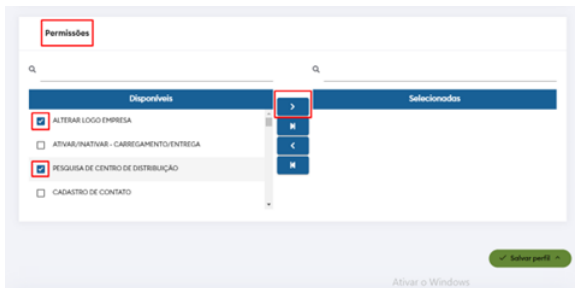 Permissões
Disponíveis
Selecionadas
ALTERAR LOGO EMPRESA
ATIVAR/INATIVAR - CARREGAMENTO/ENTREGA
PESQUISA DE CENTRO DE DISTRIBUIÇÃO
CADASTRO DE CONTATO
Salvar perfil
Ativar o Windows